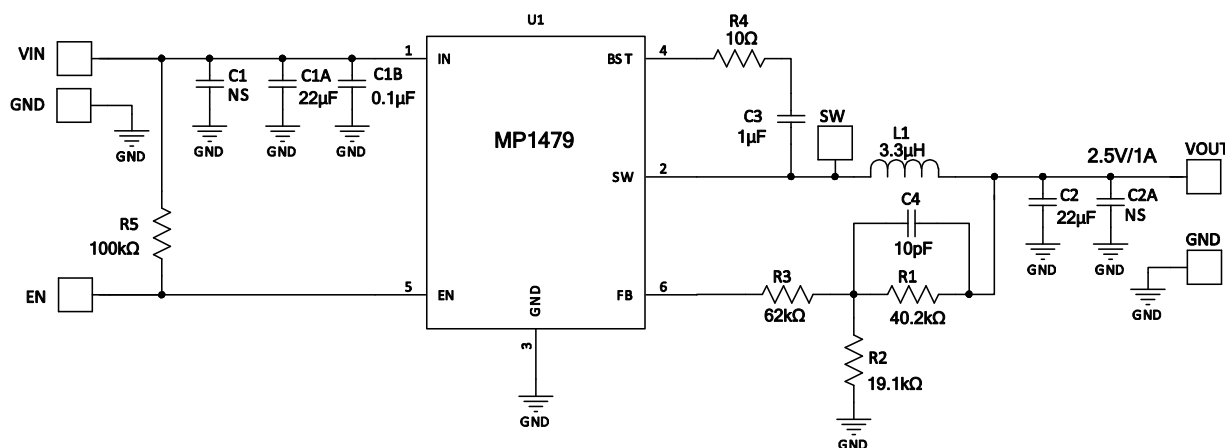 U1
VIN
1
IN
BST
4
R4
10Ω
C1
NS
C1A
22µF
C1B
0.1µF
GND
GND
GND
GND
GND
MP1479
C3
1µF
SW
L1
3.3µH
2.5V/1A
VOUT
SW
2
R5
100kΩ
C4
10pF
C2
22µF
C2A
NS
GND
GND
GND
GND
EN
5
EN
GND
3
FB
6
R3
62kΩ
R1
40.2kΩ
R2
19.1kΩ
GND
GND